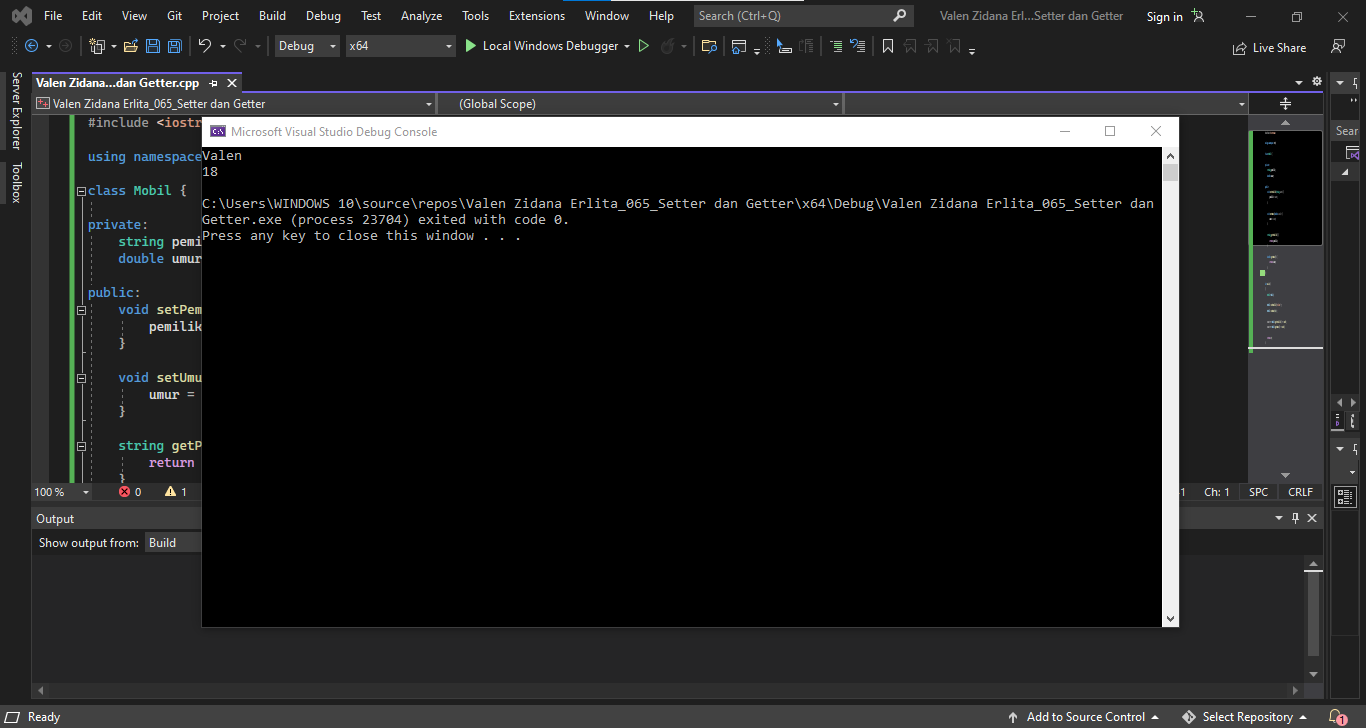 File Edit View Git Project Build Debug Test Analyze Tools Extensions Window Help Search (Ctrl+Q) Valen Zidana Erl...Setter dan Getter Sign in
Debug x64 Local Windows Debugger Live Share
Server Explorer
Toolbox
Valen Zidana...dan Getter.cpp
Valen Zidana Erlita_065_Setter dan Getter (Global Scope)
#include <iostr
using namespace
class Mobil {
private:
string pemi
double umur
public:
void setPem
pemilik
}
void setUmu
umur =
}
string getP
return
}
Microsoft Visual Studio Debug Console
Valen
18
C:\Users\WINDOWS 10\source\repos\Valen Zidana Erlita_065_Setter dan Getter\x64\Debug\Valen Zidana Erlita_065_Setter dan
Getter.exe (process 23704) exited with code 0.
Press any key to close this window . . .
Sear
100 % 0 1 Ch: 1 SPC CRLF
Output
Show output from: Build
Ready Add to Source Control Select Repository 1